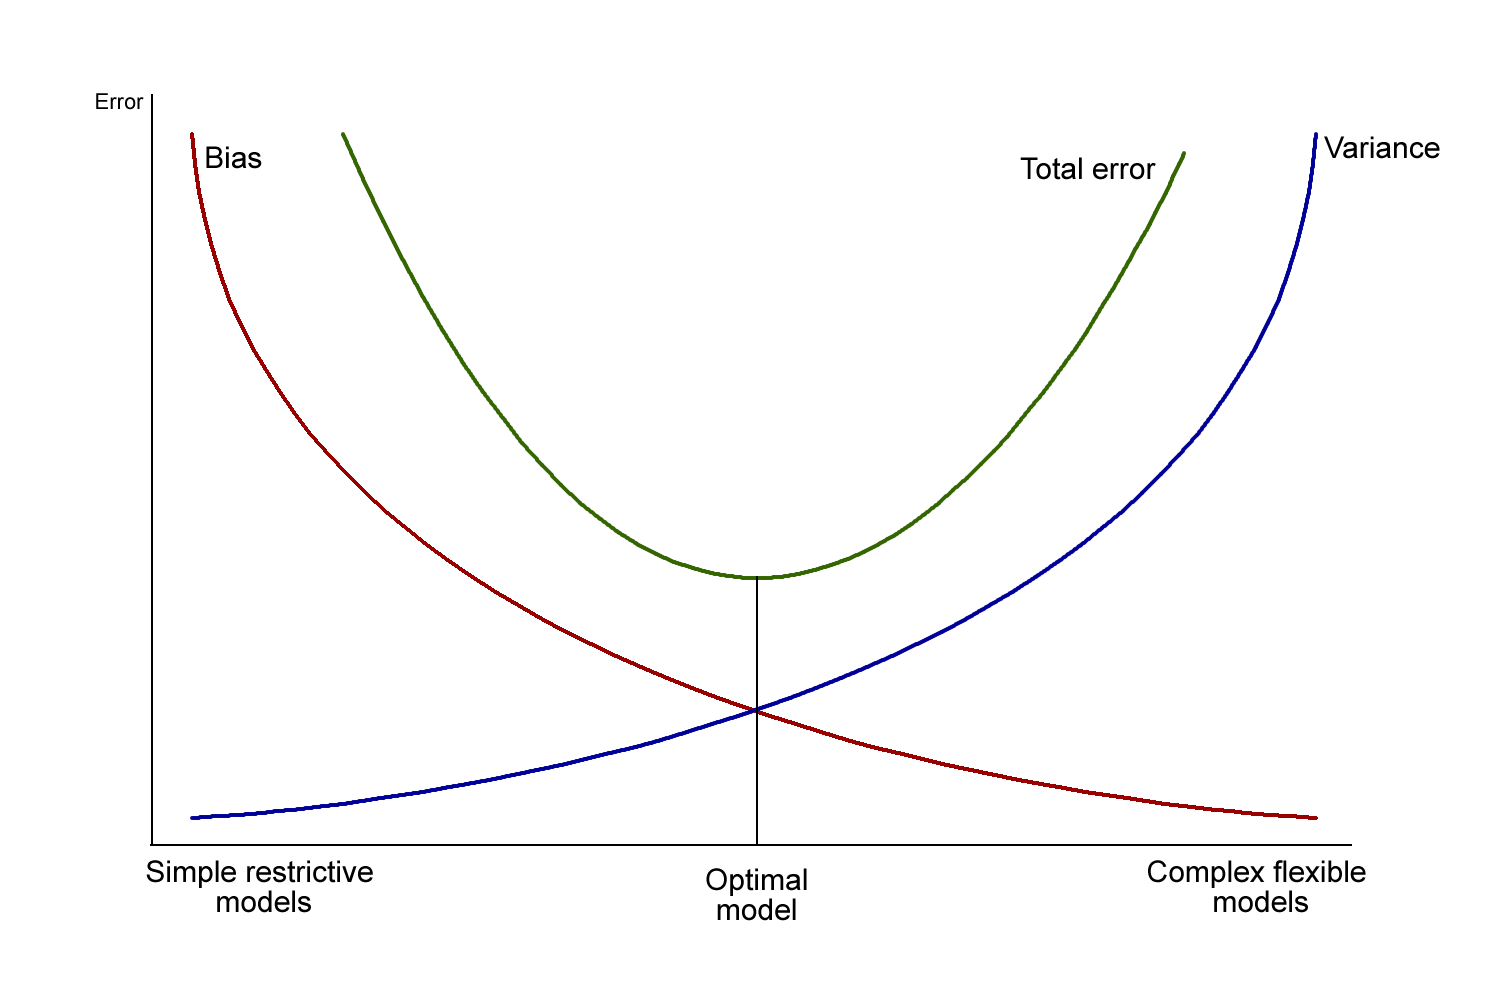 Error
Bias
Total error
Variance
Simple restrictive
models
Optimal
model
Complex flexible
models